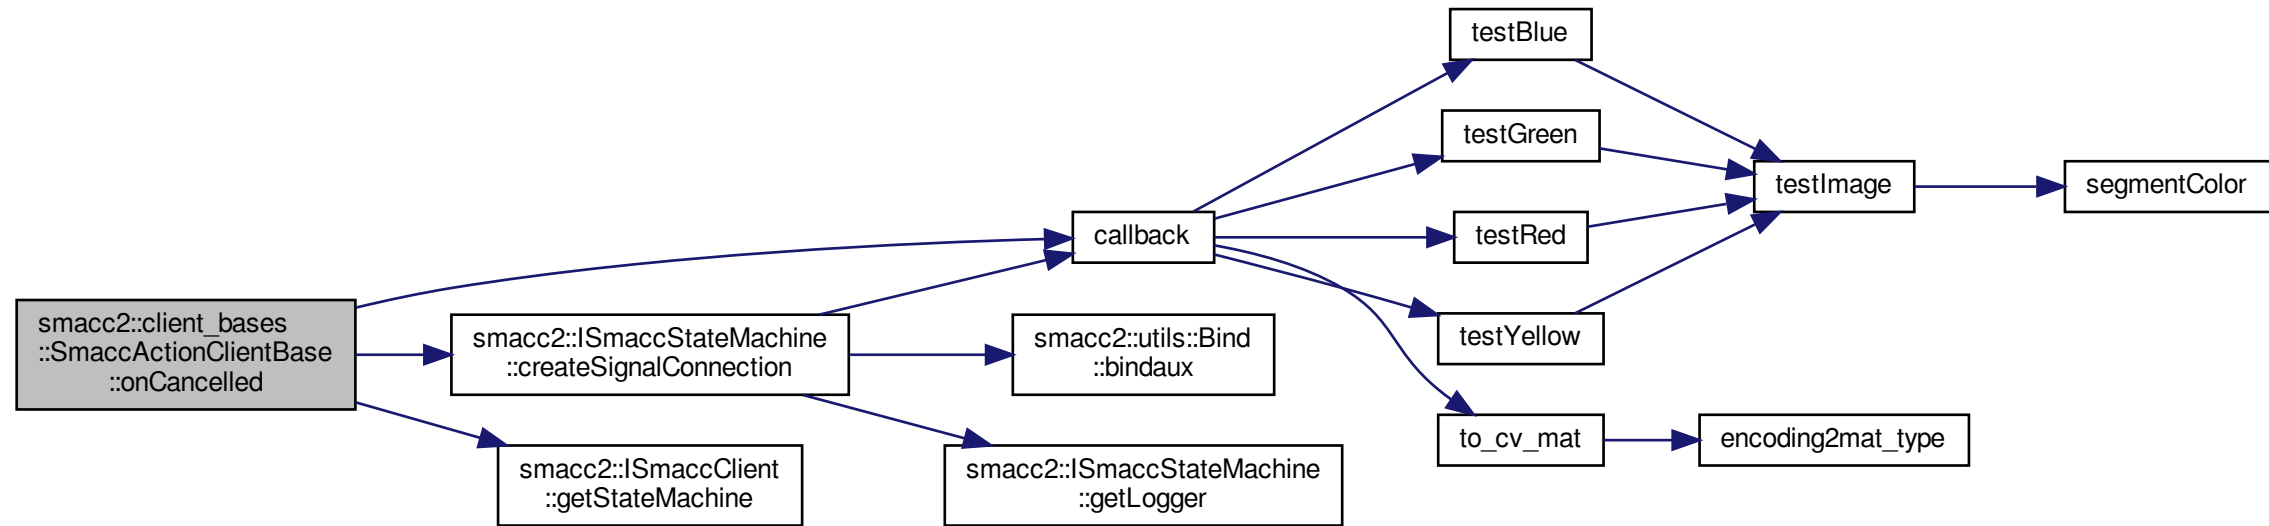 smacc2::client_bases
::SmaccActionClientBase
::onCancelled
smacc2::ISmaccStateMachine
::createSignalConnection
smacc2::ISmaccClient
::getStateMachine
callback
smacc2::utils::Bind
::bindaux
smacc2::ISmaccStateMachine
::getLogger
testBlue
testGreen
testRed
testYellow
to_cv_mat
testImage
encoding2mat_type
segmentColor